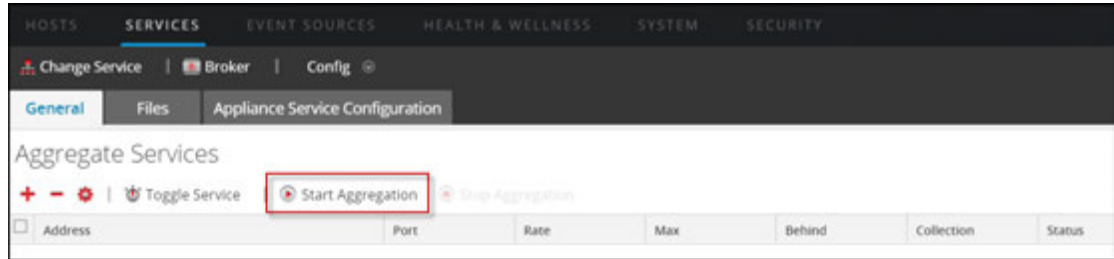 HOSTS SERVICES EVENT SOURCES HEALTH & WELLNESS SYSTEM SECURITY
Change Service | Broker | Config
General Files Appliance Service Configuration
Aggregate Services
Toggle Service | Start Aggregation Stop Aggregation
Address Port Rate Max Behind Collection Status